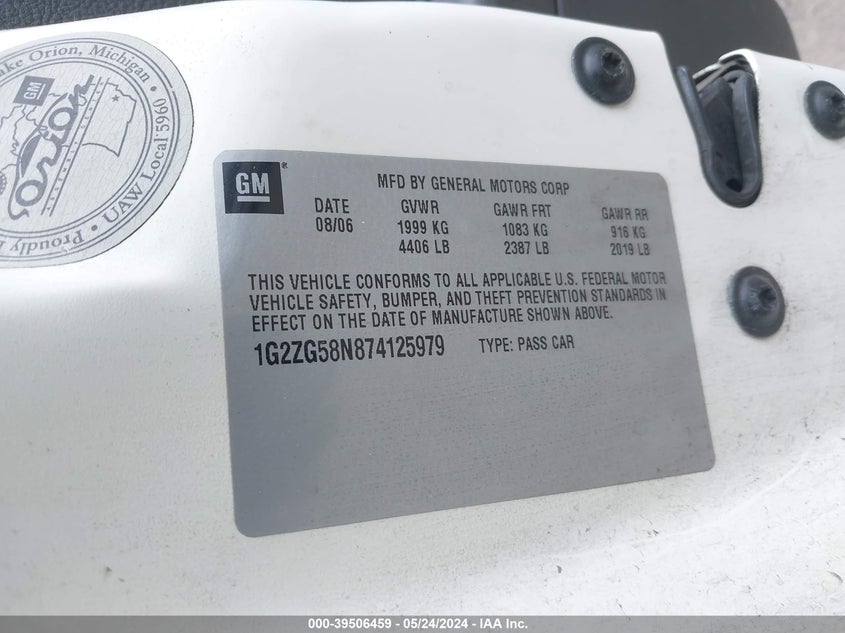 Lake Orion, Michigan
GM
Orion
Proudly
UAW Local 5960
GM
MFD BY GENERAL MOTORS CORP
DATE GVWR GAWR FRT GAWR RR
08/06 1999 KG 1083 KG 916 KG
4406 LB 2387 LB 2019 LB
THIS VEHICLE CONFORMS TO ALL APPLICABLE U.S. FEDERAL MOTOR
VEHICLE SAFETY, BUMPER, AND THEFT PREVENTION STANDARDS IN
EFFECT ON THE DATE OF MANUFACTURE SHOWN ABOVE.
1G2ZG58N874125979 TYPE: PASS CAR
000-39506459 - 05/24/2024 - IAA Inc.